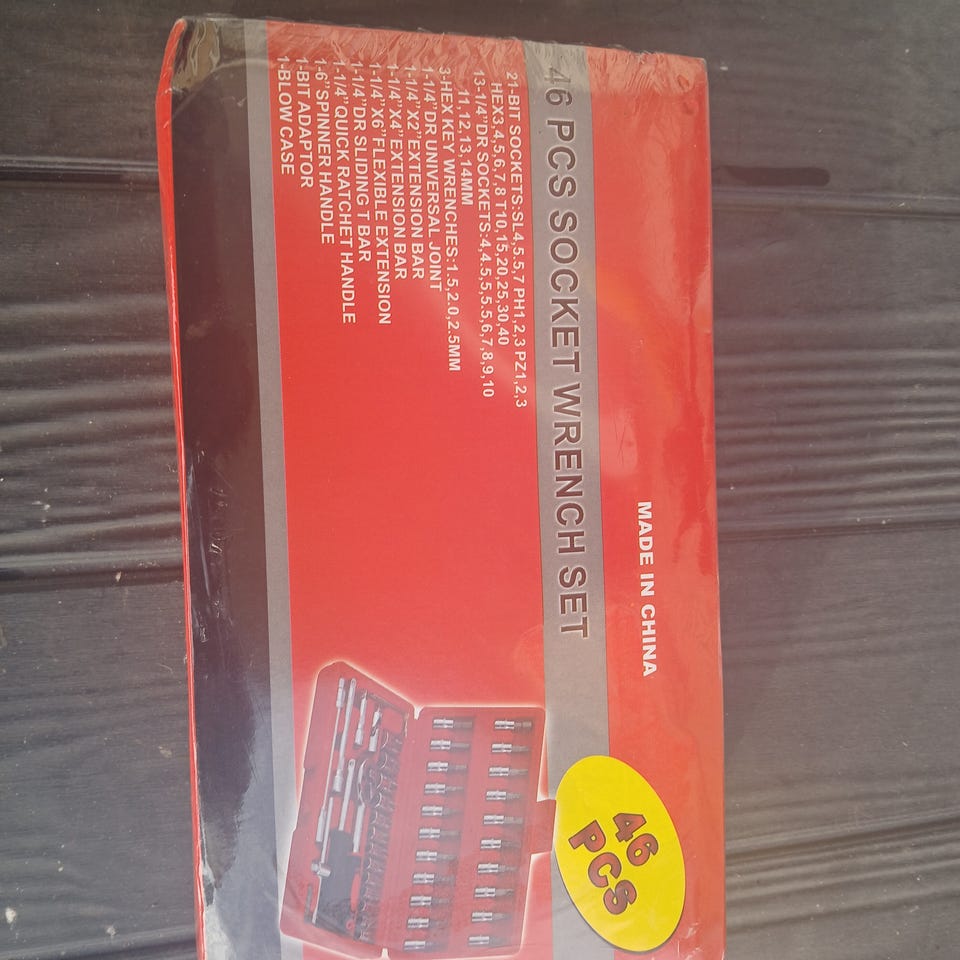 MADE IN CHINA
46 PCS SOCKET WRENCH SET
21-BIT SOCKETS:SL4,5.5,7 PH1,2,3 PZ1,2,3
HEX3,4,5,6,7,8 T10,15,20,25,30,40
13-1/4"DR SOCKETS:4,4.5,5,5.5,6,7,8,9,10
11,12,13,14MM
3-HEX KEY WRENCHES:1.5,2.0,2.5MM
1-1/4"DR UNIVERSAL JOINT
1-1/4"X2"EXTENSION BAR
1-1/4"X4"EXTENSION BAR
1-1/4"X6"FLEXIBLE EXTENSION
1-1/4"DR SLIDING T BAR
1-1/4"QUICK RATCHET HANDLE
1-6"SPINNER HANDLE
1-BIT ADAPTOR
1-BLOW CASE
46
PCS